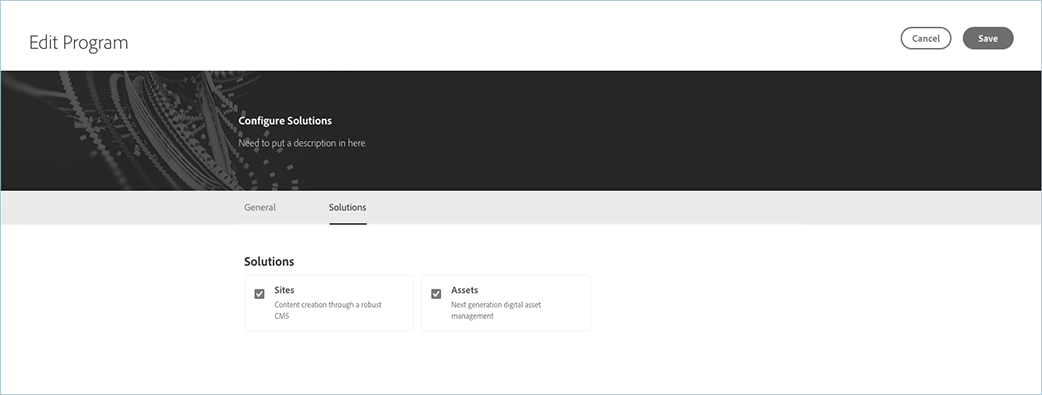 Edit Program
Cancel
Save
Configure Solutions
Need to put a description in here.
General
Solutions
Solutions
Sites
Content creation through a robust
CMS
Assets
Next generation digital asset
management